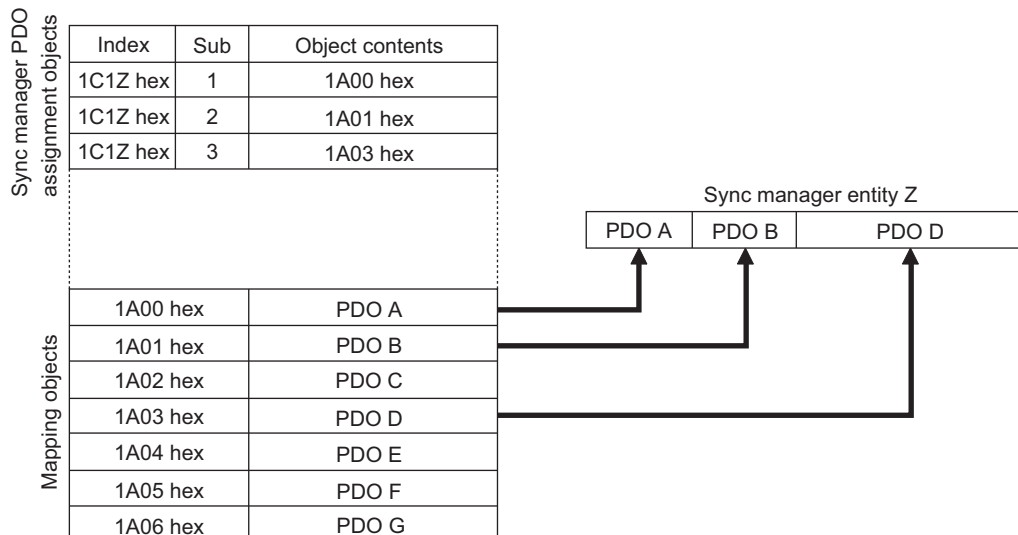 Sync manager PDO
assignment objects
Index Sub Object contents
1C1Z hex 1 1A00 hex
1C1Z hex 2 1A01 hex
1C1Z hex 3 1A03 hex
Sync manager entity Z
PDO A PDO B PDO D
Mapping objects
1A00 hex PDO A
1A01 hex PDO B
1A02 hex PDO C
1A03 hex PDO D
1A04 hex PDO E
1A05 hex PDO F
1A06 hex PDO G